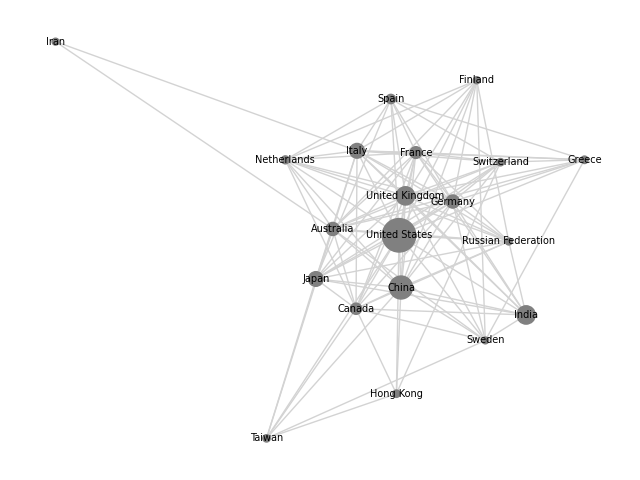 Iran
Finland
Spain
Italy
France
Netherlands
Switzerland
Greece
United Kingdom
Germany
Australia
United States
Russian Federation
Japan
China
Canada
India
Sweden
Hong Kong
Taiwan